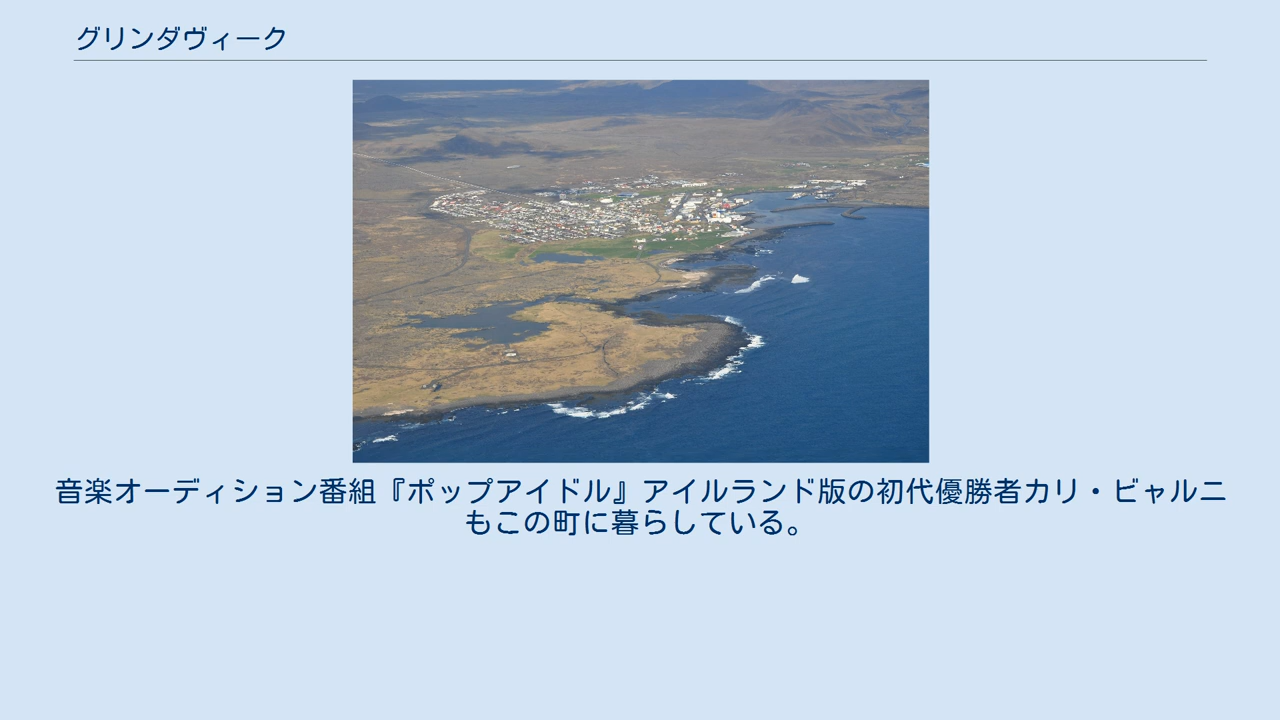 グリンダヴィーク
音楽オーディション番組『ポップアイドル』アイルランド版の初代優勝者カリ・ビャルニ
もこの町に暮らしている。